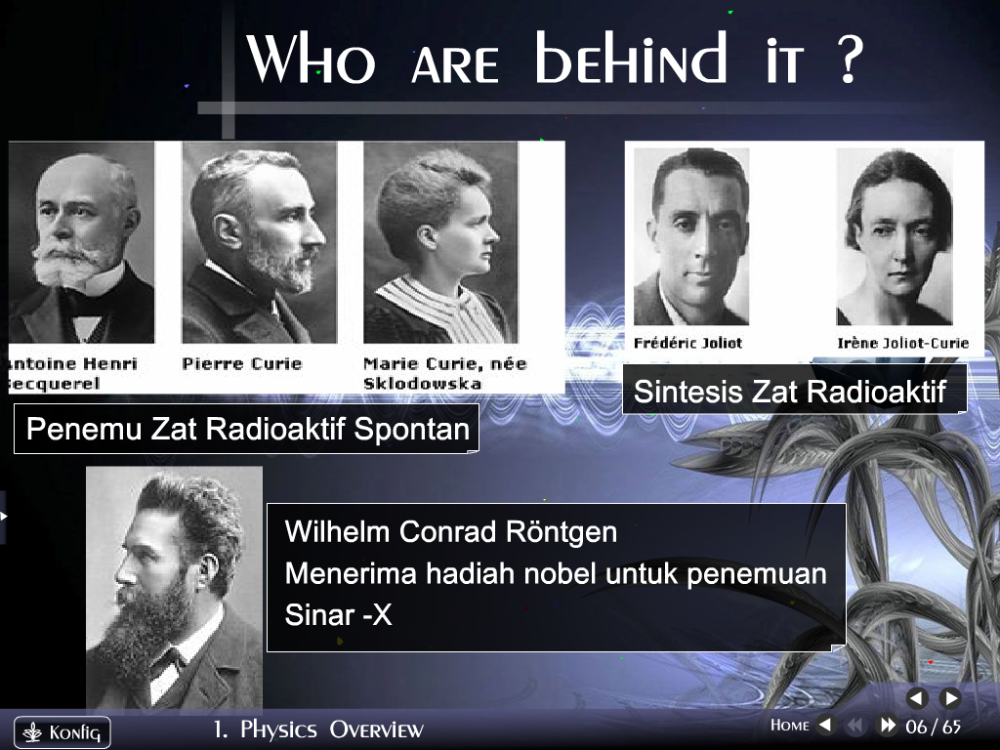 Who are behind it ?
Antoine Henri
Becquerel
Pierre Curie
Marie Curie, née
Sklodowska
Frédéric Joliot
Irène Joliot-Curie
Penemu Zat Radioaktif Spontan
Sintesis Zat Radioaktif
Wilhelm Conrad Röntgen
Menerima hadiah nobel untuk penemuan
Sinar -X
Konfig
1. Physics Overview
Home
06/65